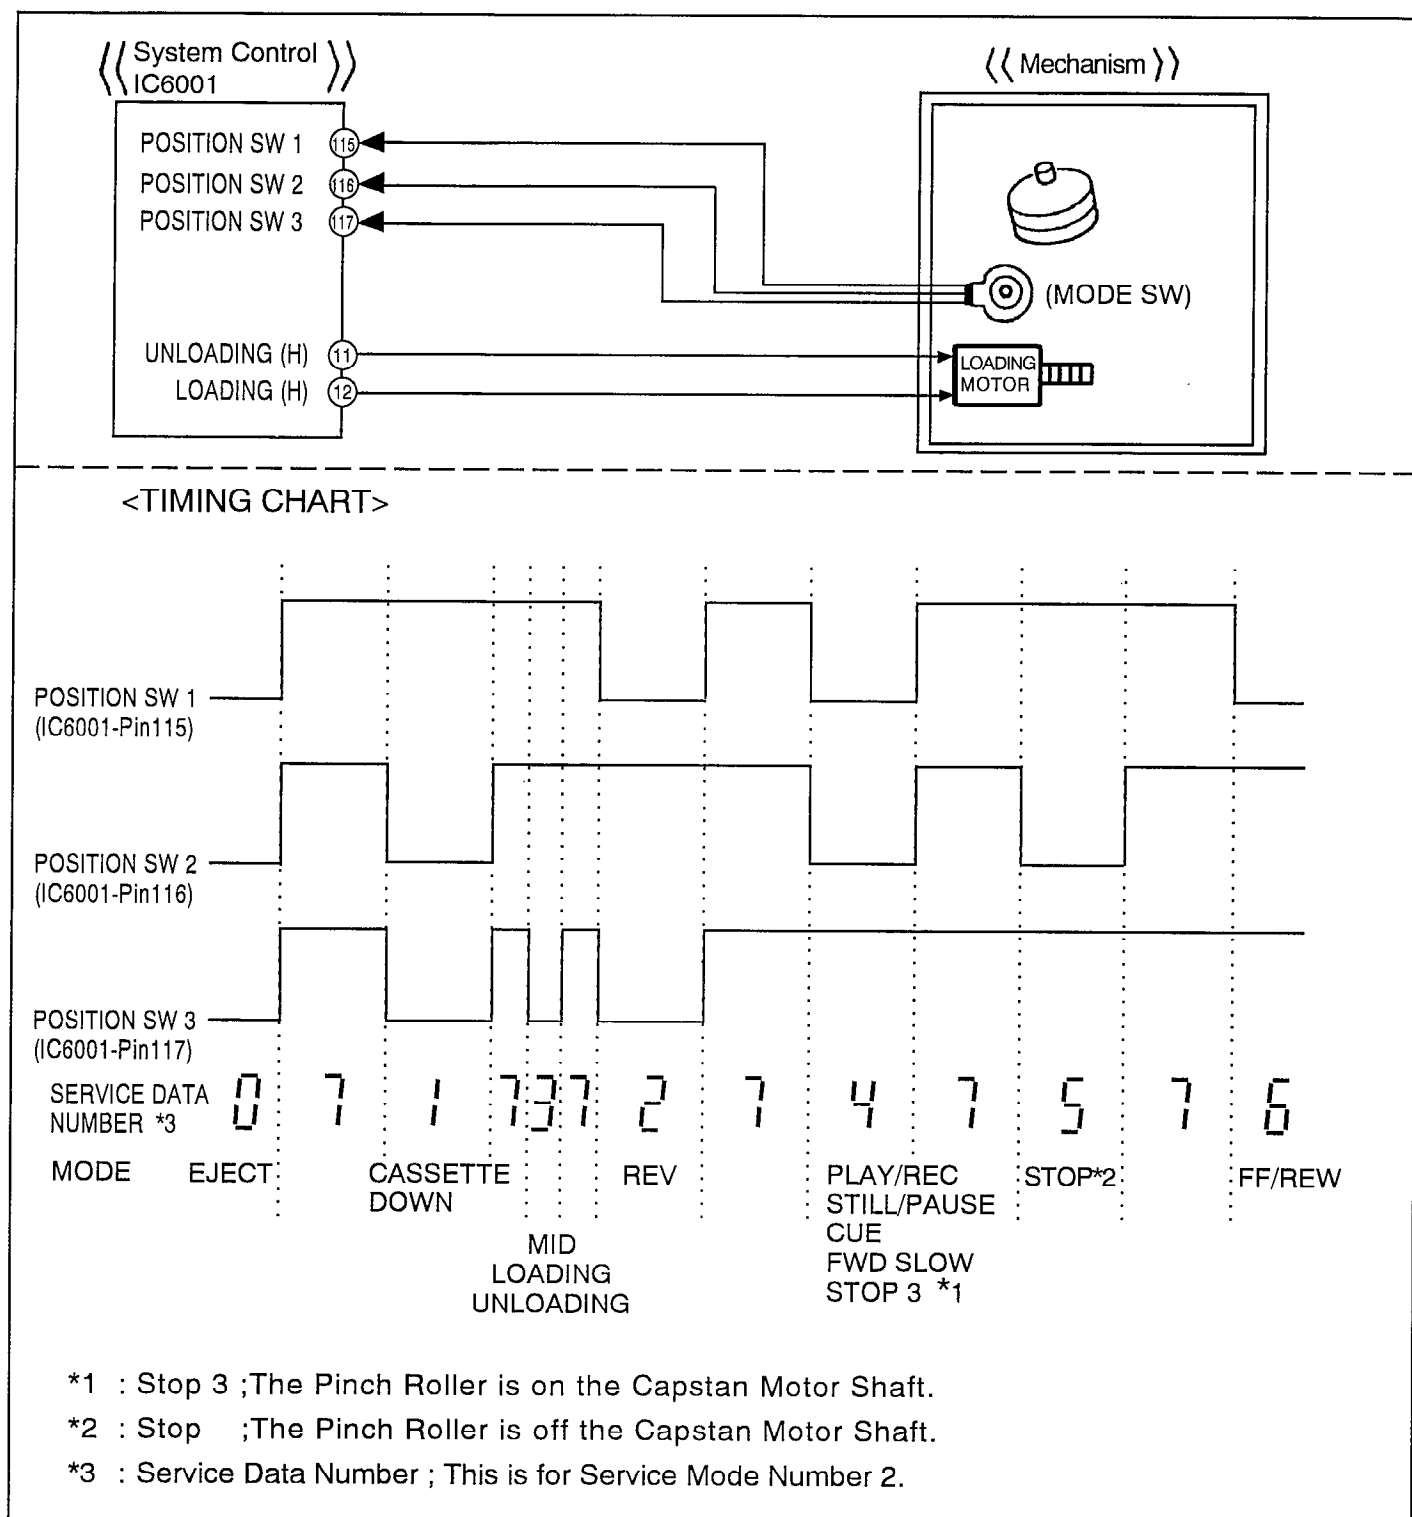 System Control
IC6001
Mechanism
POSITION SW 1 115
POSITION SW 2 116
POSITION SW 3 117
(MODE SW)
UNLOADING (H) 11
LOADING (H) 12
LOADING
MOTOR
<TIMING CHART>
POSITION SW 1
(IC6001-Pin115)
POSITION SW 2
(IC6001-Pin116)
POSITION SW 3
(IC6001-Pin117)
SERVICE DATA
NUMBER *3
0 7 1 7 3 7 2 7 4 7 5 7 6
MODE EJECT CASSETTE
DOWN
MID
LOADING
UNLOADING
REV
PLAY/REC
STILL/PAUSE
CUE
FWD SLOW
STOP 3 *1
STOP*2
FF/REW
*1 : Stop 3 ;The Pinch Roller is on the Capstan Motor Shaft.
*2 : Stop ;The Pinch Roller is off the Capstan Motor Shaft.
*3 : Service Data Number ; This is for Service Mode Number 2.